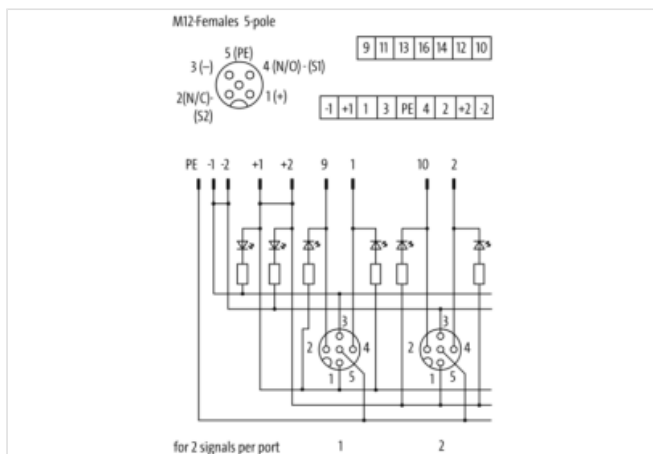 M12-Females 5-pole
5 (PE)
3 (–)
4 (N/O) - (S1)
2(N/C)-
(S2)
1 (+)
9 11 13 16 14 12 10
-1 +1 1 3 PE 4 2 +2 -2
PE -1 -2 +1 +2 9 1 10 2
3 3
2 4 2 4
1 5 1 5
for 2 signals per port 1 2